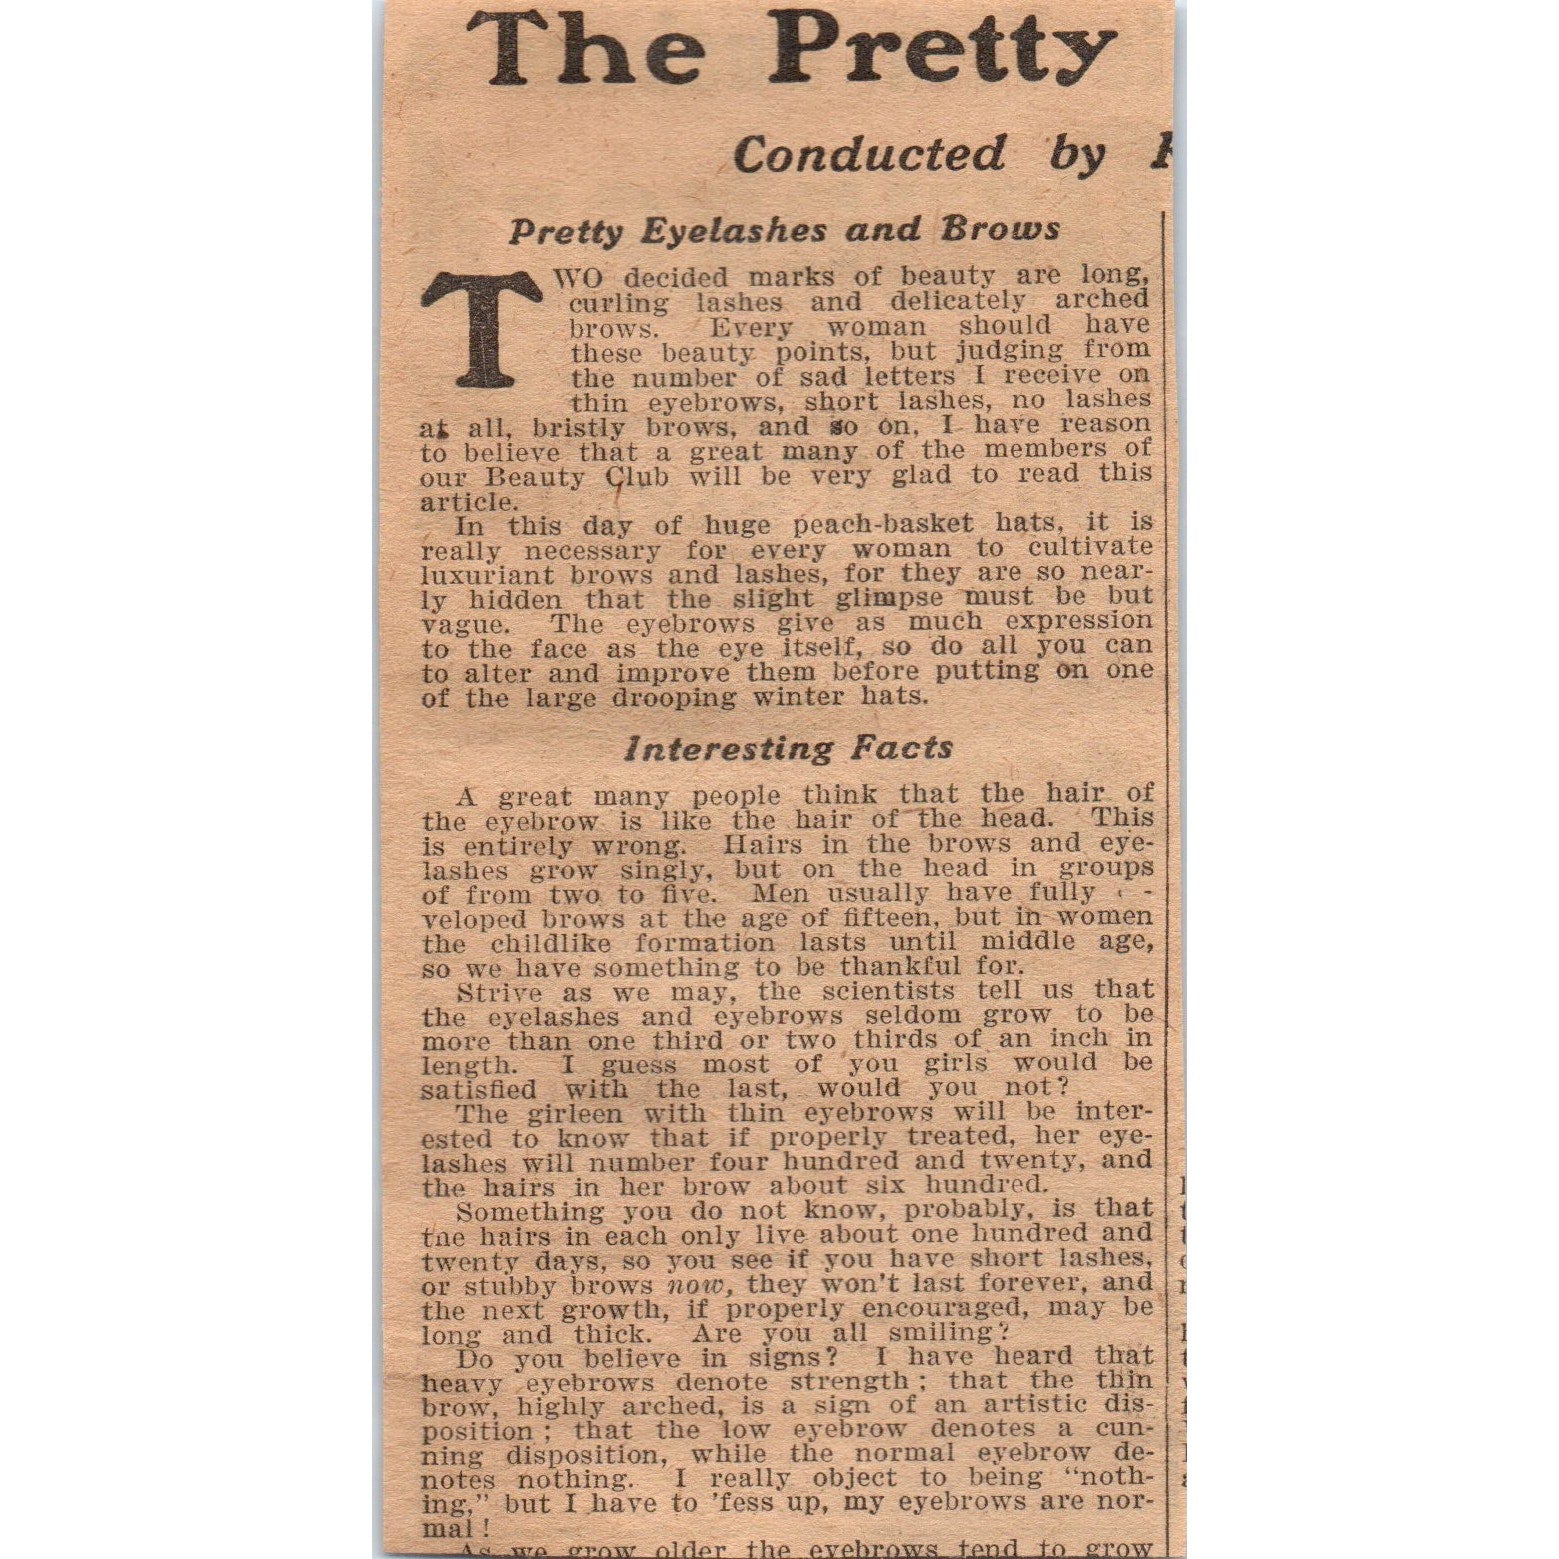 The Pretty
Conducted by
Pretty Eyelashes and Brows
TWO decided marks of beauty are long,
curling lashes and delicately arched
brows. Every woman should have
these beauty points, but judging from
the number of sad letters I receive on
thin eyebrows, short lashes, no lashes
at all, bristly brows, and so on, I have reason
to believe that a great many of the members of
our Beauty Club will be very glad to read this
article.
In this day of huge peach-basket hats, it is
really necessary for every woman to cultivate
luxuriant brows and lashes, for they are so near-
ly hidden that the slight glimpse must be but
vague. The eyebrows give as much expression
to the face as the eye itself, so do all you can
to alter and improve them before putting on one
of the large drooping winter hats.
Interesting Facts
A great many people think that the hair of
the eyebrow is like the hair of the head. This
is entirely wrong. Hairs in the brows and eye-
lashes grow singly, but on the head in groups
of from two to five. Men usually have fully
veloped brows at the age of fifteen, but in women
the childlike formation lasts until middle age,
so we have something to be thankful for.
Strive as we may, the scientists tell us that
the eyelashes and eyebrows seldom grow to be
more than one third or two thirds of an inch in
length. I guess most of you girls would be
satisfied with the last, would you not?
The girleen with thin eyebrows will be inter-
ested to know that if properly treated, her eye-
lashes will number four hundred and twenty, and
the hairs in her brow about six hundred.
Something you do not know, probably, is that
the hairs in each only live about one hundred and
twenty days, so you see if you have short lashes,
or stubby brows now, they won't last forever, and
the next growth, if properly encouraged, may be
long and thick. Are you all smiling?
Do you believe in signs? I have heard that
heavy eyebrows denote strength; that the thin
brow, highly arched, is a sign of an artistic dis-
position; that the low eyebrow denotes a cun-
ning disposition, while the normal eyebrow de-
notes nothing. I really object to being "noth-
ing," but I have to 'fess up, my eyebrows are nor-
mal!
As we grow older the eyebrows tend to grow